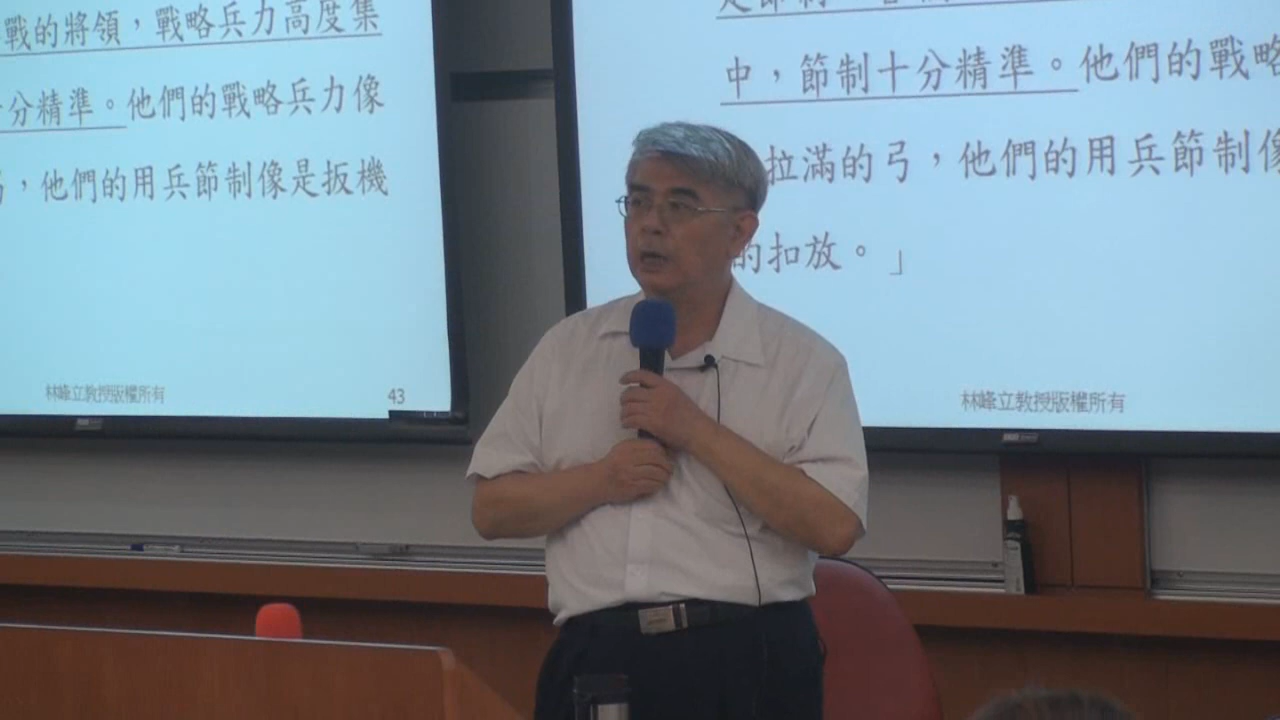 戰的將領，戰略兵力高度集
十分精準。他們的戰略兵力像
弓，他們的用兵節制像是扳機
林峰立教授版權所有
43
中，節制十分精準。他們的戰略
拉滿的弓，他們的用兵節制像
的扣放。」
林峰立教授版權所有